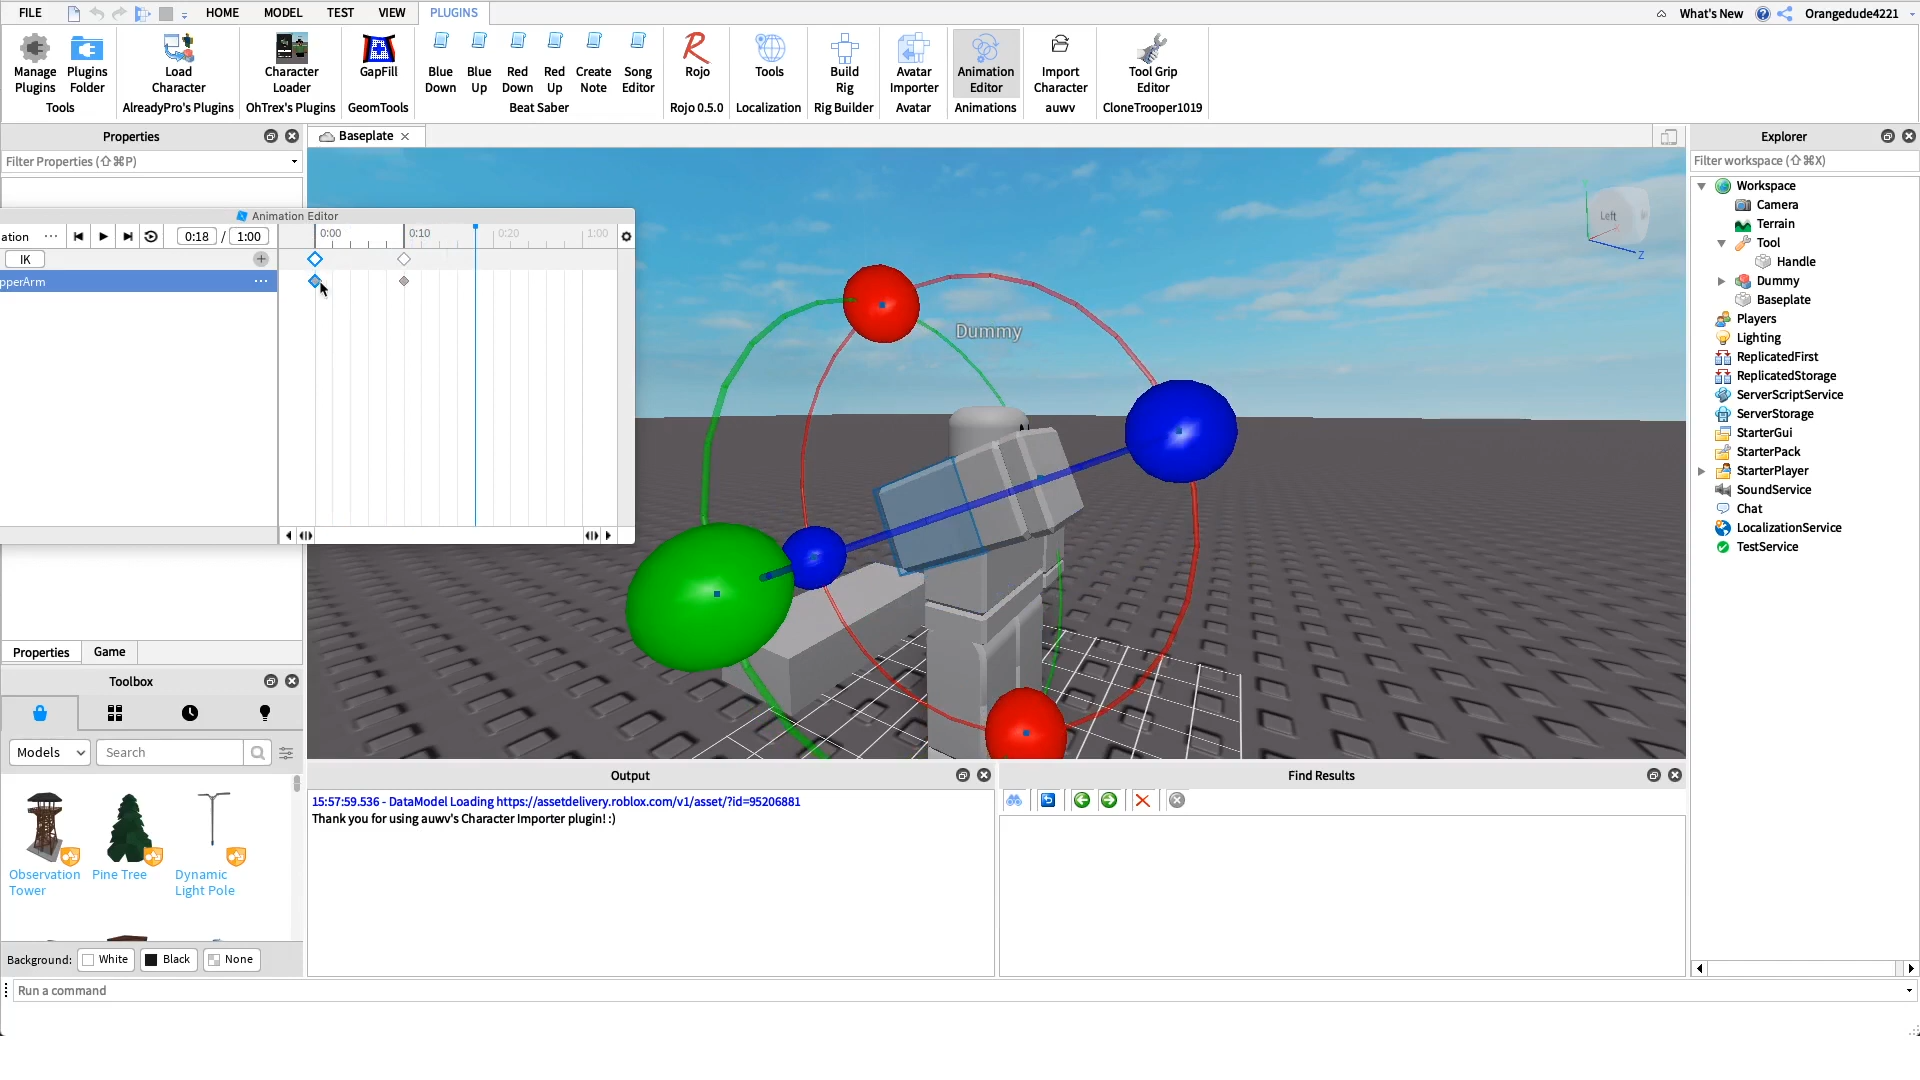 FILE HOME MODEL TEST VIEW PLUGINS What's New Orangedude4221
Manage Plugins
Plugins Folder
Tools
Load Character
AlreadyPro's Plugins
Character Loader
OhTrex's Plugins
GapFill
GeomTools
Blue Down
Blue Up
Red Down
Red Up
Create Note
Song Editor
Beat Saber
Rojo
Rojo 0.5.0
Tools
Localization
Build Rig
Rig Builder
Avatar Importer
Avatar
Animation Editor
Animations
Import Character
auwv
Tool Grip Editor
CloneTrooper1019
Properties
Filter Properties (⇧⌘P)
Baseplate
Animation Editor
ation ··· 0:18 / 1:00
0:00 0:10 0:20 1:00
IK
pperArm ···
Dummy
Left
Y
Z
Properties Game
Toolbox
Models Search
Observation Tower
Pine Tree
Dynamic Light Pole
Background: White Black None
Output
15:57:59.536 - DataModel Loading https://assetdelivery.roblox.com/v1/asset/?id=95206881
Thank you for using auwv's Character Importer plugin! :)
Find Results
Explorer
Filter workspace (⇧⌘X)
Workspace
Camera
Terrain
Tool
Handle
Dummy
Baseplate
Players
Lighting
ReplicatedFirst
ReplicatedStorage
ServerScriptService
ServerStorage
StarterGui
StarterPack
StarterPlayer
SoundService
Chat
LocalizationService
TestService
Run a command